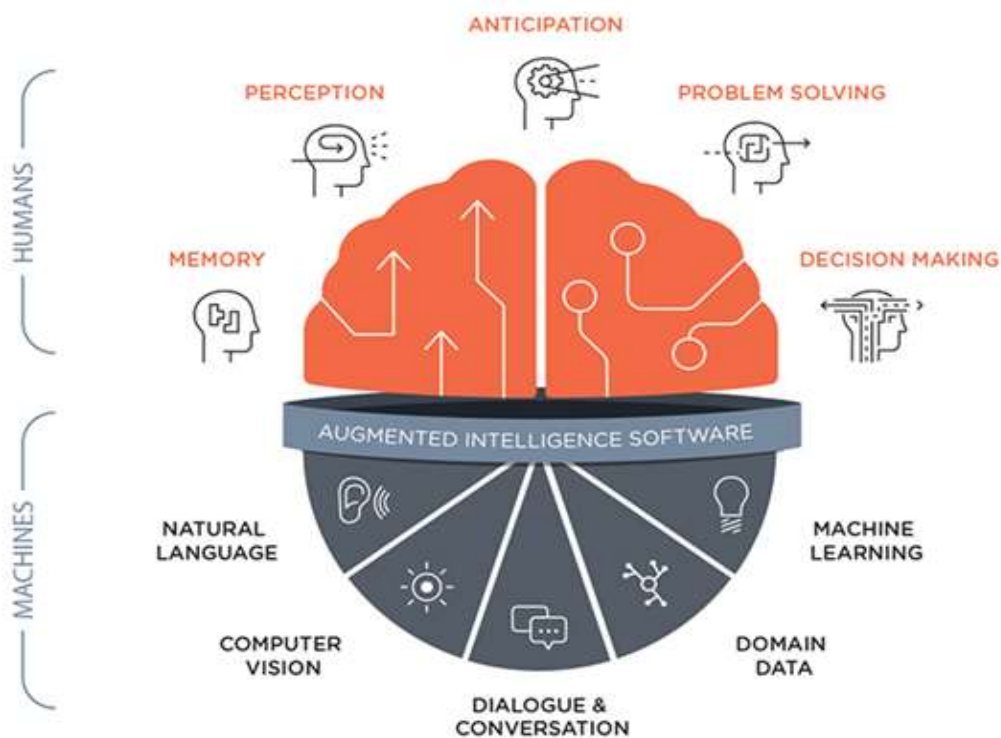 ANTICIPATION
PERCEPTION
PROBLEM SOLVING
HUMANS
MEMORY
DECISION MAKING
AUGMENTED INTELLIGENCE SOFTWARE
MACHINES
NATURAL
LANGUAGE
MACHINE
LEARNING
COMPUTER
VISION
DOMAIN
DATA
DIALOGUE &
CONVERSATION